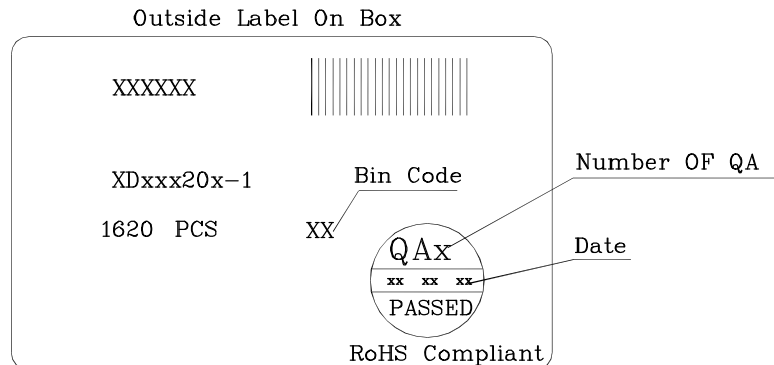 Outside Label On Box
XXXXXX
Number OF QA
XDxxx20x-1
Bin Code
1620 PCS
XX
QAx
Date
xx xx xx
PASSED
RoHS Compliant